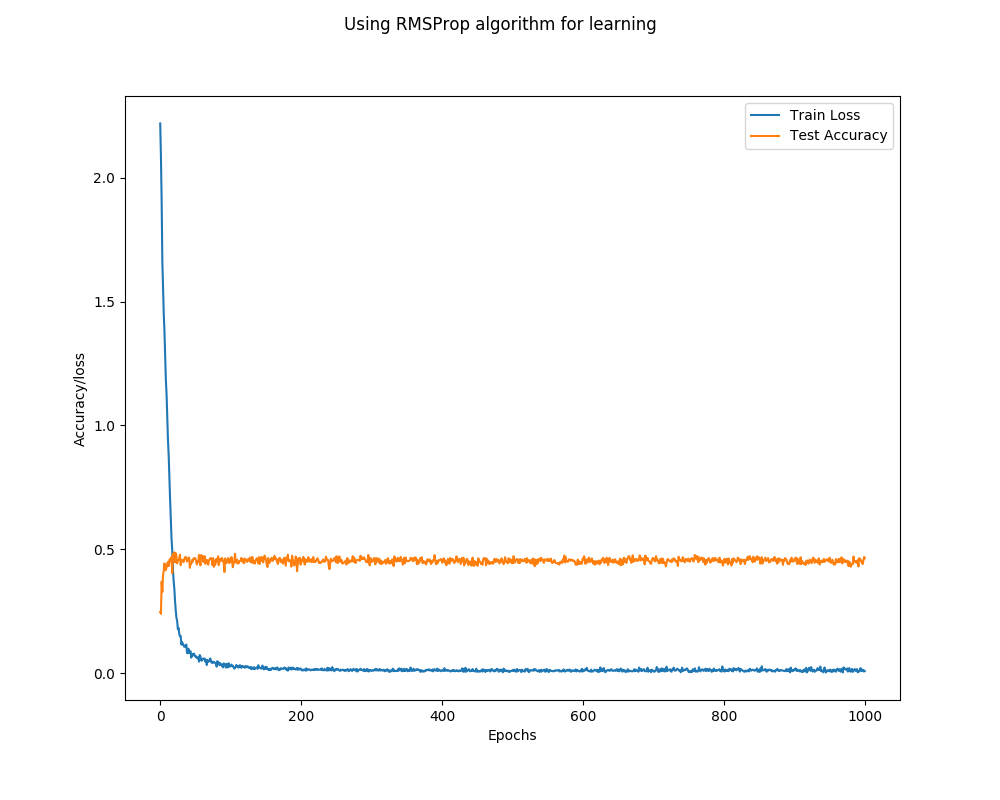 Using RMSProp algorithm for learning
Train Loss
Test Accuracy
2.0
1.5
1.0
0.5
0.0
Accuracy/loss
0 200 400 600 800 1000
Epochs